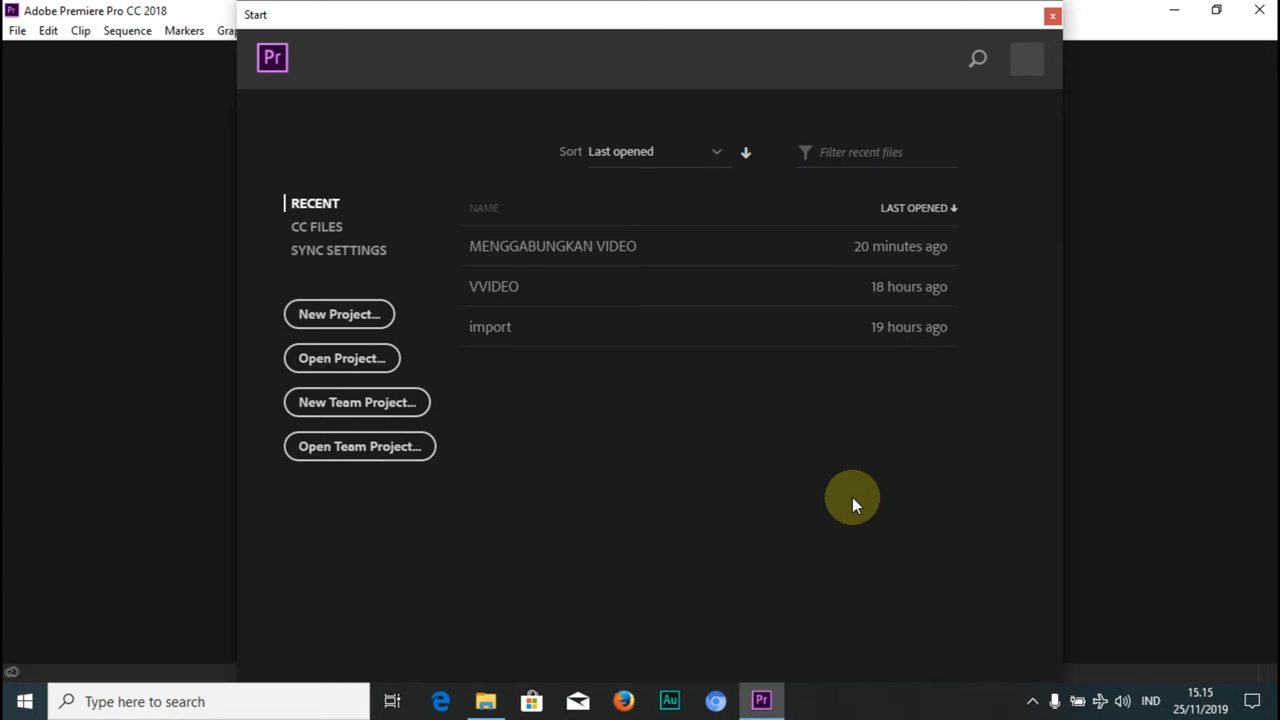 Adobe Premiere Pro CC 2018
File Edit Clip Sequence Markers Gra
Start
Pr
Sort Last opened
Filter recent files
RECENT
CC FILES
SYNC SETTINGS
New Project...
Open Project...
New Team Project...
Open Team Project...
NAME LAST OPENED
MENGGABUNGKAN VIDEO 20 minutes ago
VVIDEO 18 hours ago
import 19 hours ago
Type here to search
Au
Pr
IND
15.15
25/11/2019